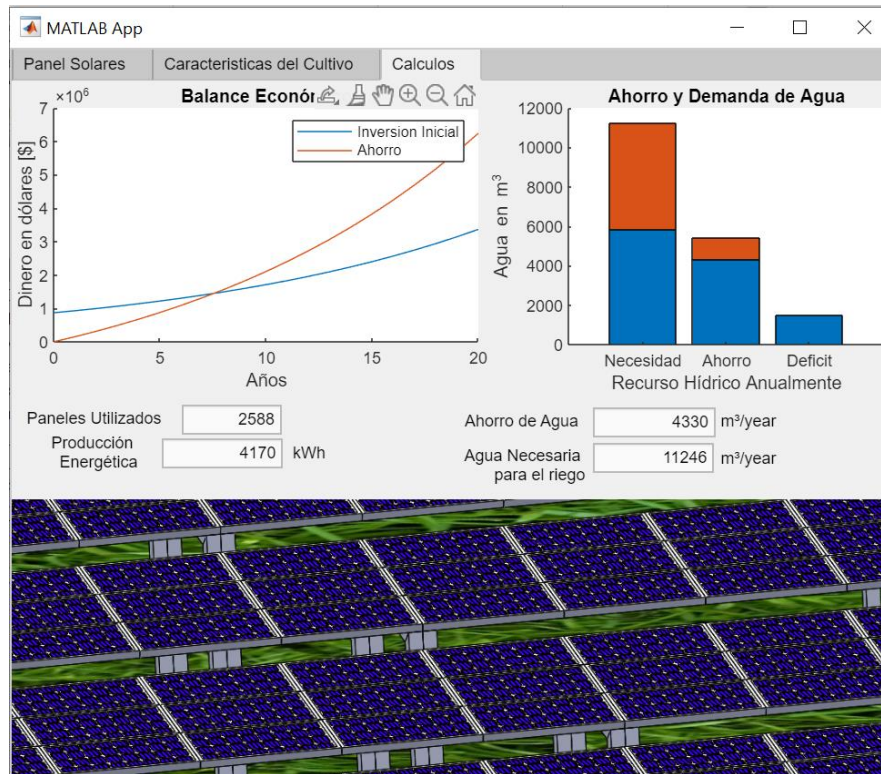 MATLAB App
Panel Solares
Caracteristicas del Cultivo
Calculos
×10⁶
Balance Econó
7
6
5
4
3
2
1
0
Dinero en dólares [$]
Inversion Inicial
Ahorro
0 5 10 15 20
Años
Ahorro y Demanda de Agua
12000
10000
8000
6000
4000
2000
0
Agua en m³
Necesidad Ahorro Deficit
Recurso Hídrico Anualmente
Paneles Utilizados 2588
Producción
Energética
4170 kWh
Ahorro de Agua 4330 m³/year
Agua Necesaria
para el riego
11246 m³/year